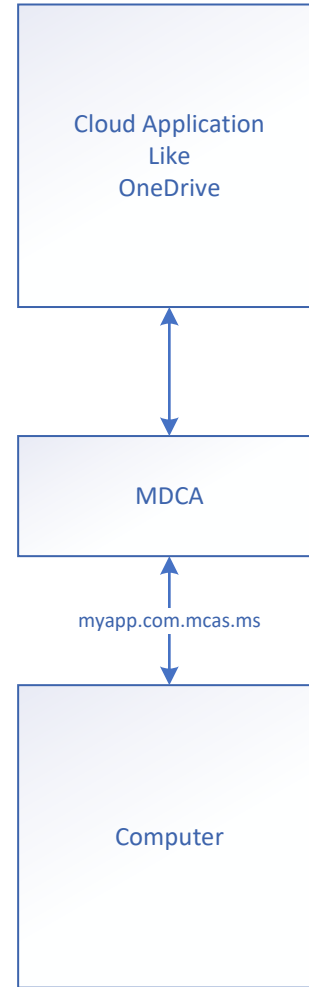 Cloud Application
Like
OneDrive
MDCA
myapp.com.mcas.ms
Computer